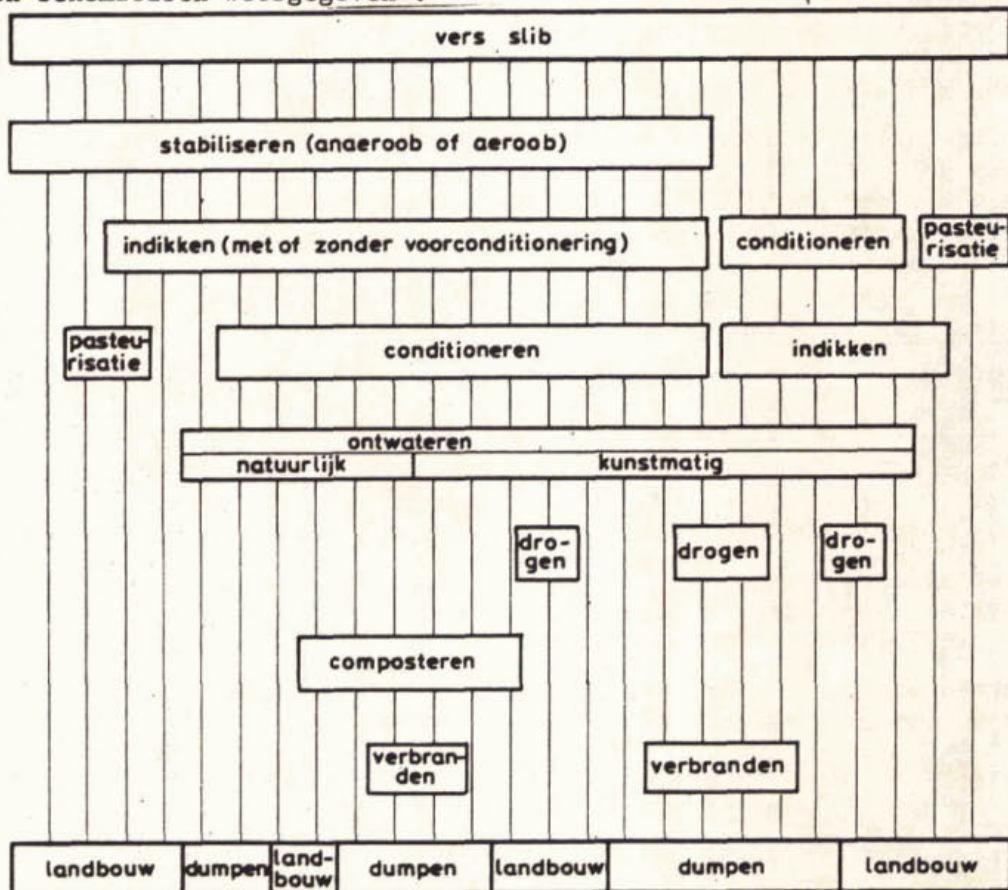 vers slib
stabiliseren (anaeroob of aeroob)
indikken (met of zonder voorconditionering)
conditioneren
pasteu-
risatie
pasteu-
risatie
conditioneren
indikken
ontwateren
natuurlijk
kunstmatig
dro-
gen
drogen
dro-
gen
composteren
verbran-
den
verbranden
landbouw
dumpen
land-
bouw
dumpen
landbouw
dumpen
landbouw